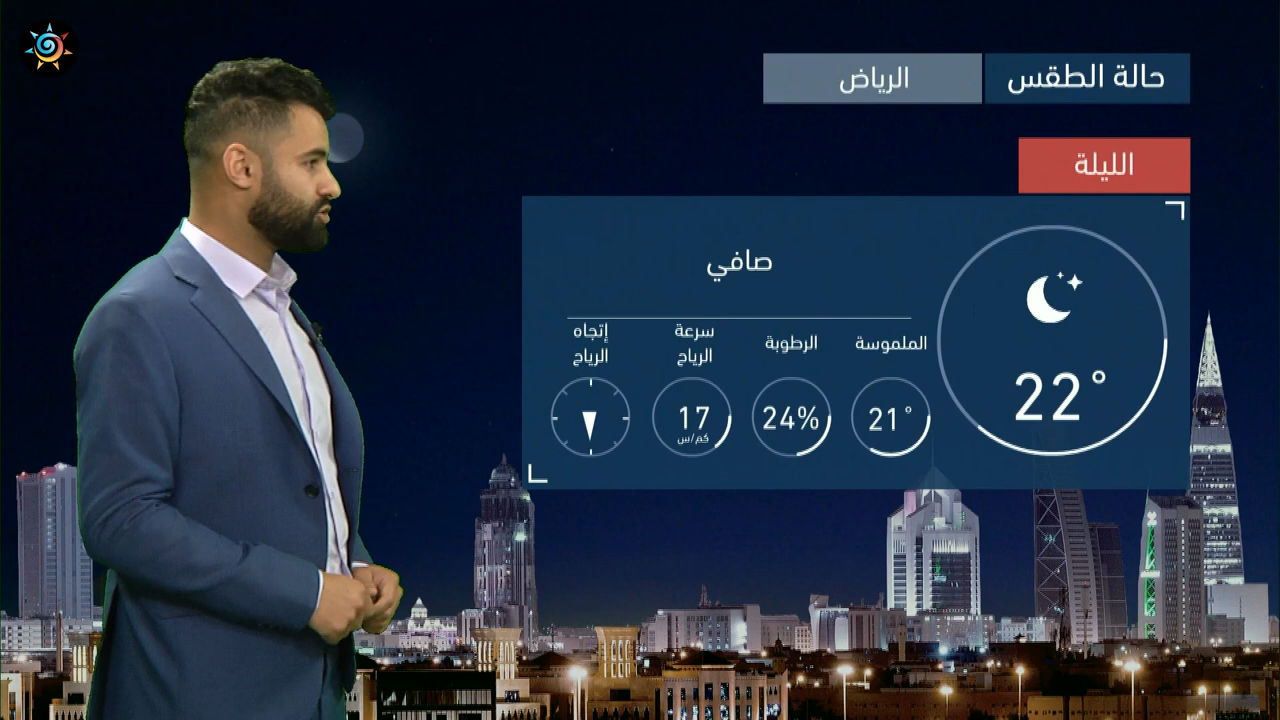 حالة الطقس
الرياض
الليلة
صافي
22°
الملموسة
21°
الرطوبة
24%
سرعة
الرياح
17
كم/س
إتجاه
الرياح